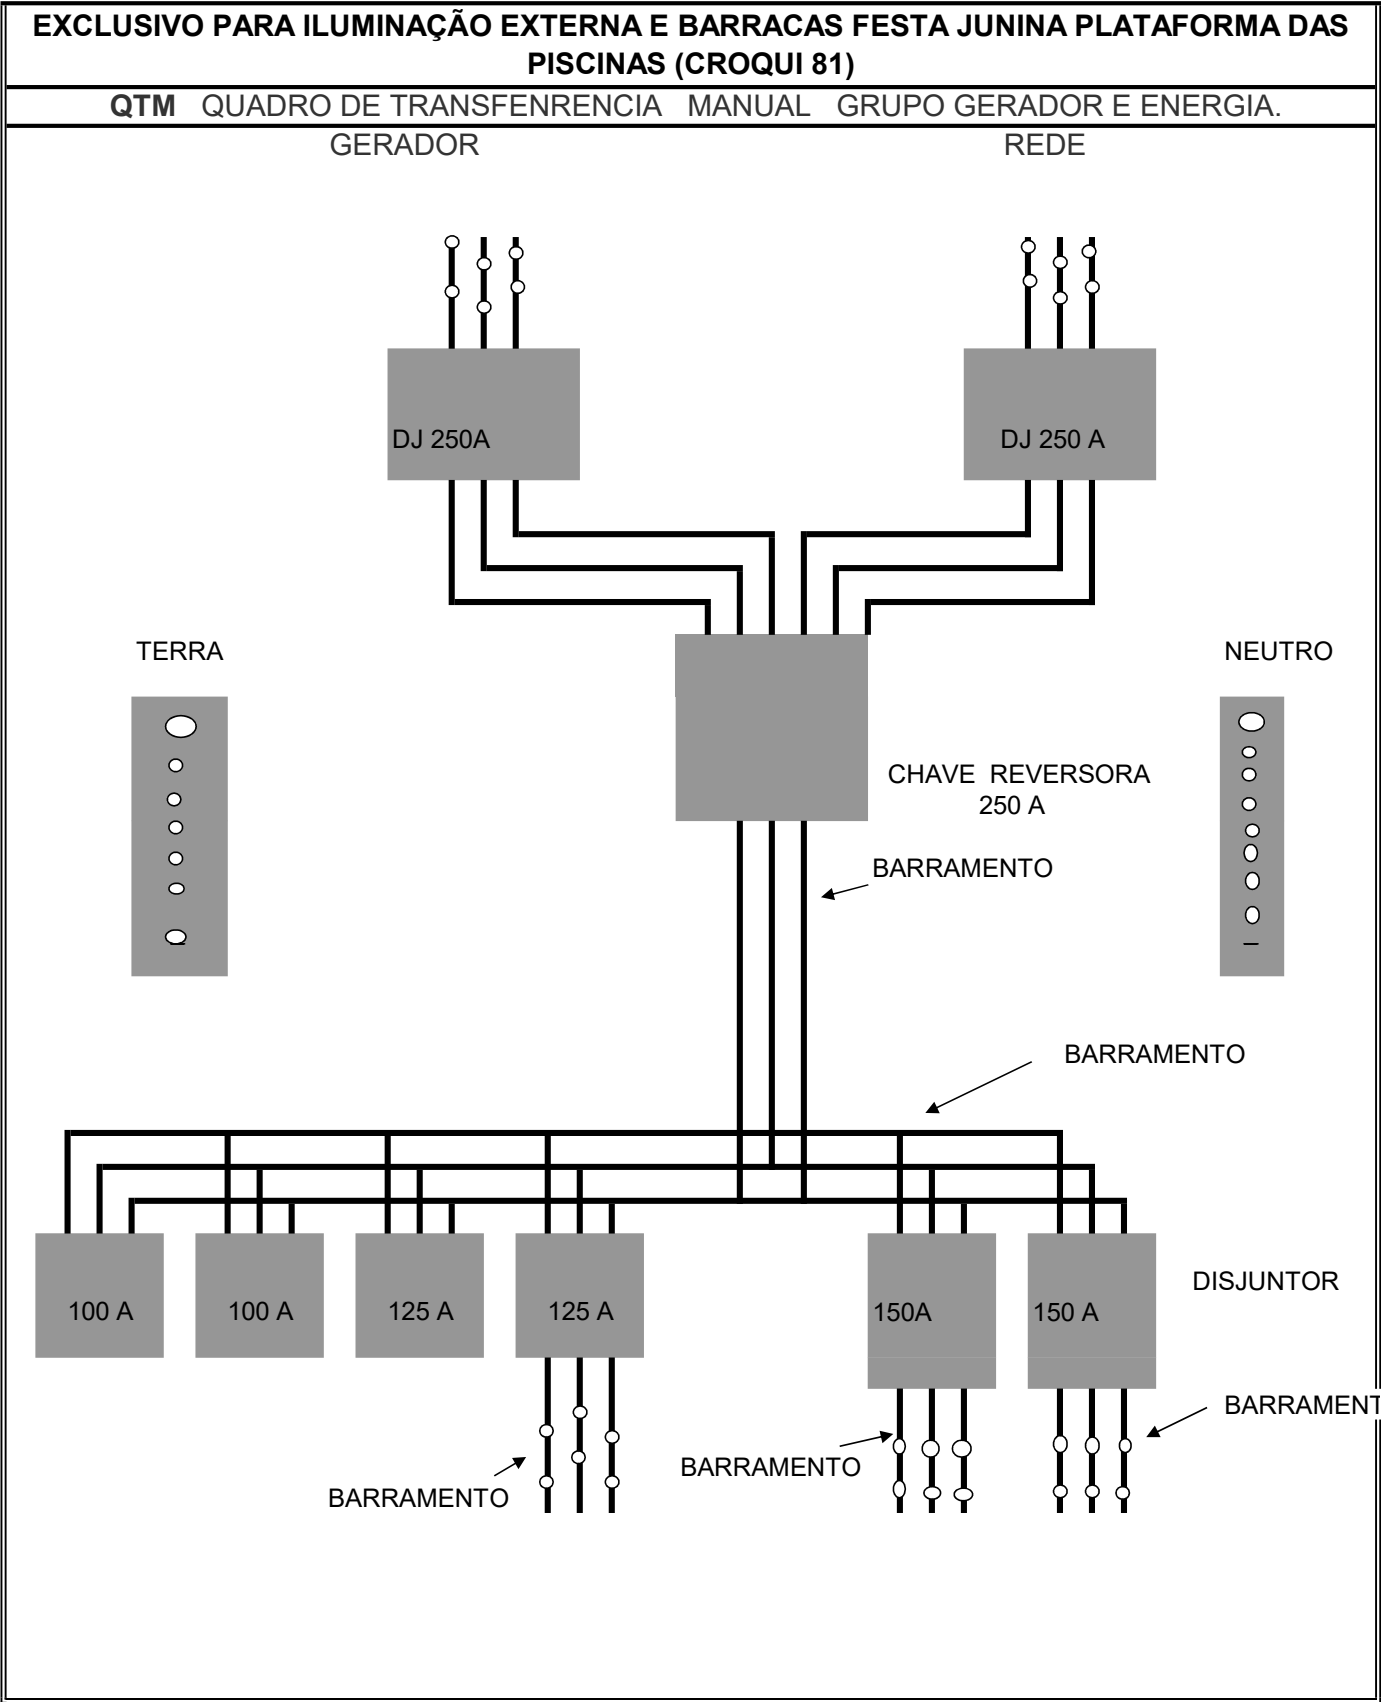 EXCLUSIVO PARA ILUMINAÇÃO EXTERNA E BARRACAS FESTA JUNINA PLATAFORMA DAS
PISCINAS (CROQUI 81)
QTM QUADRO DE TRANSFENRENCIA MANUAL GRUPO GERADOR E ENERGIA.
GERADOR REDE
DJ 250A DJ 250 A
TERRA NEUTRO
CHAVE REVERSORA
250 A
BARRAMENTO
BARRAMENTO
DISJUNTOR
100 A 100 A 125 A 125 A 150A 150 A
BARRAMENT
BARRAMENTO
BARRAMENTO